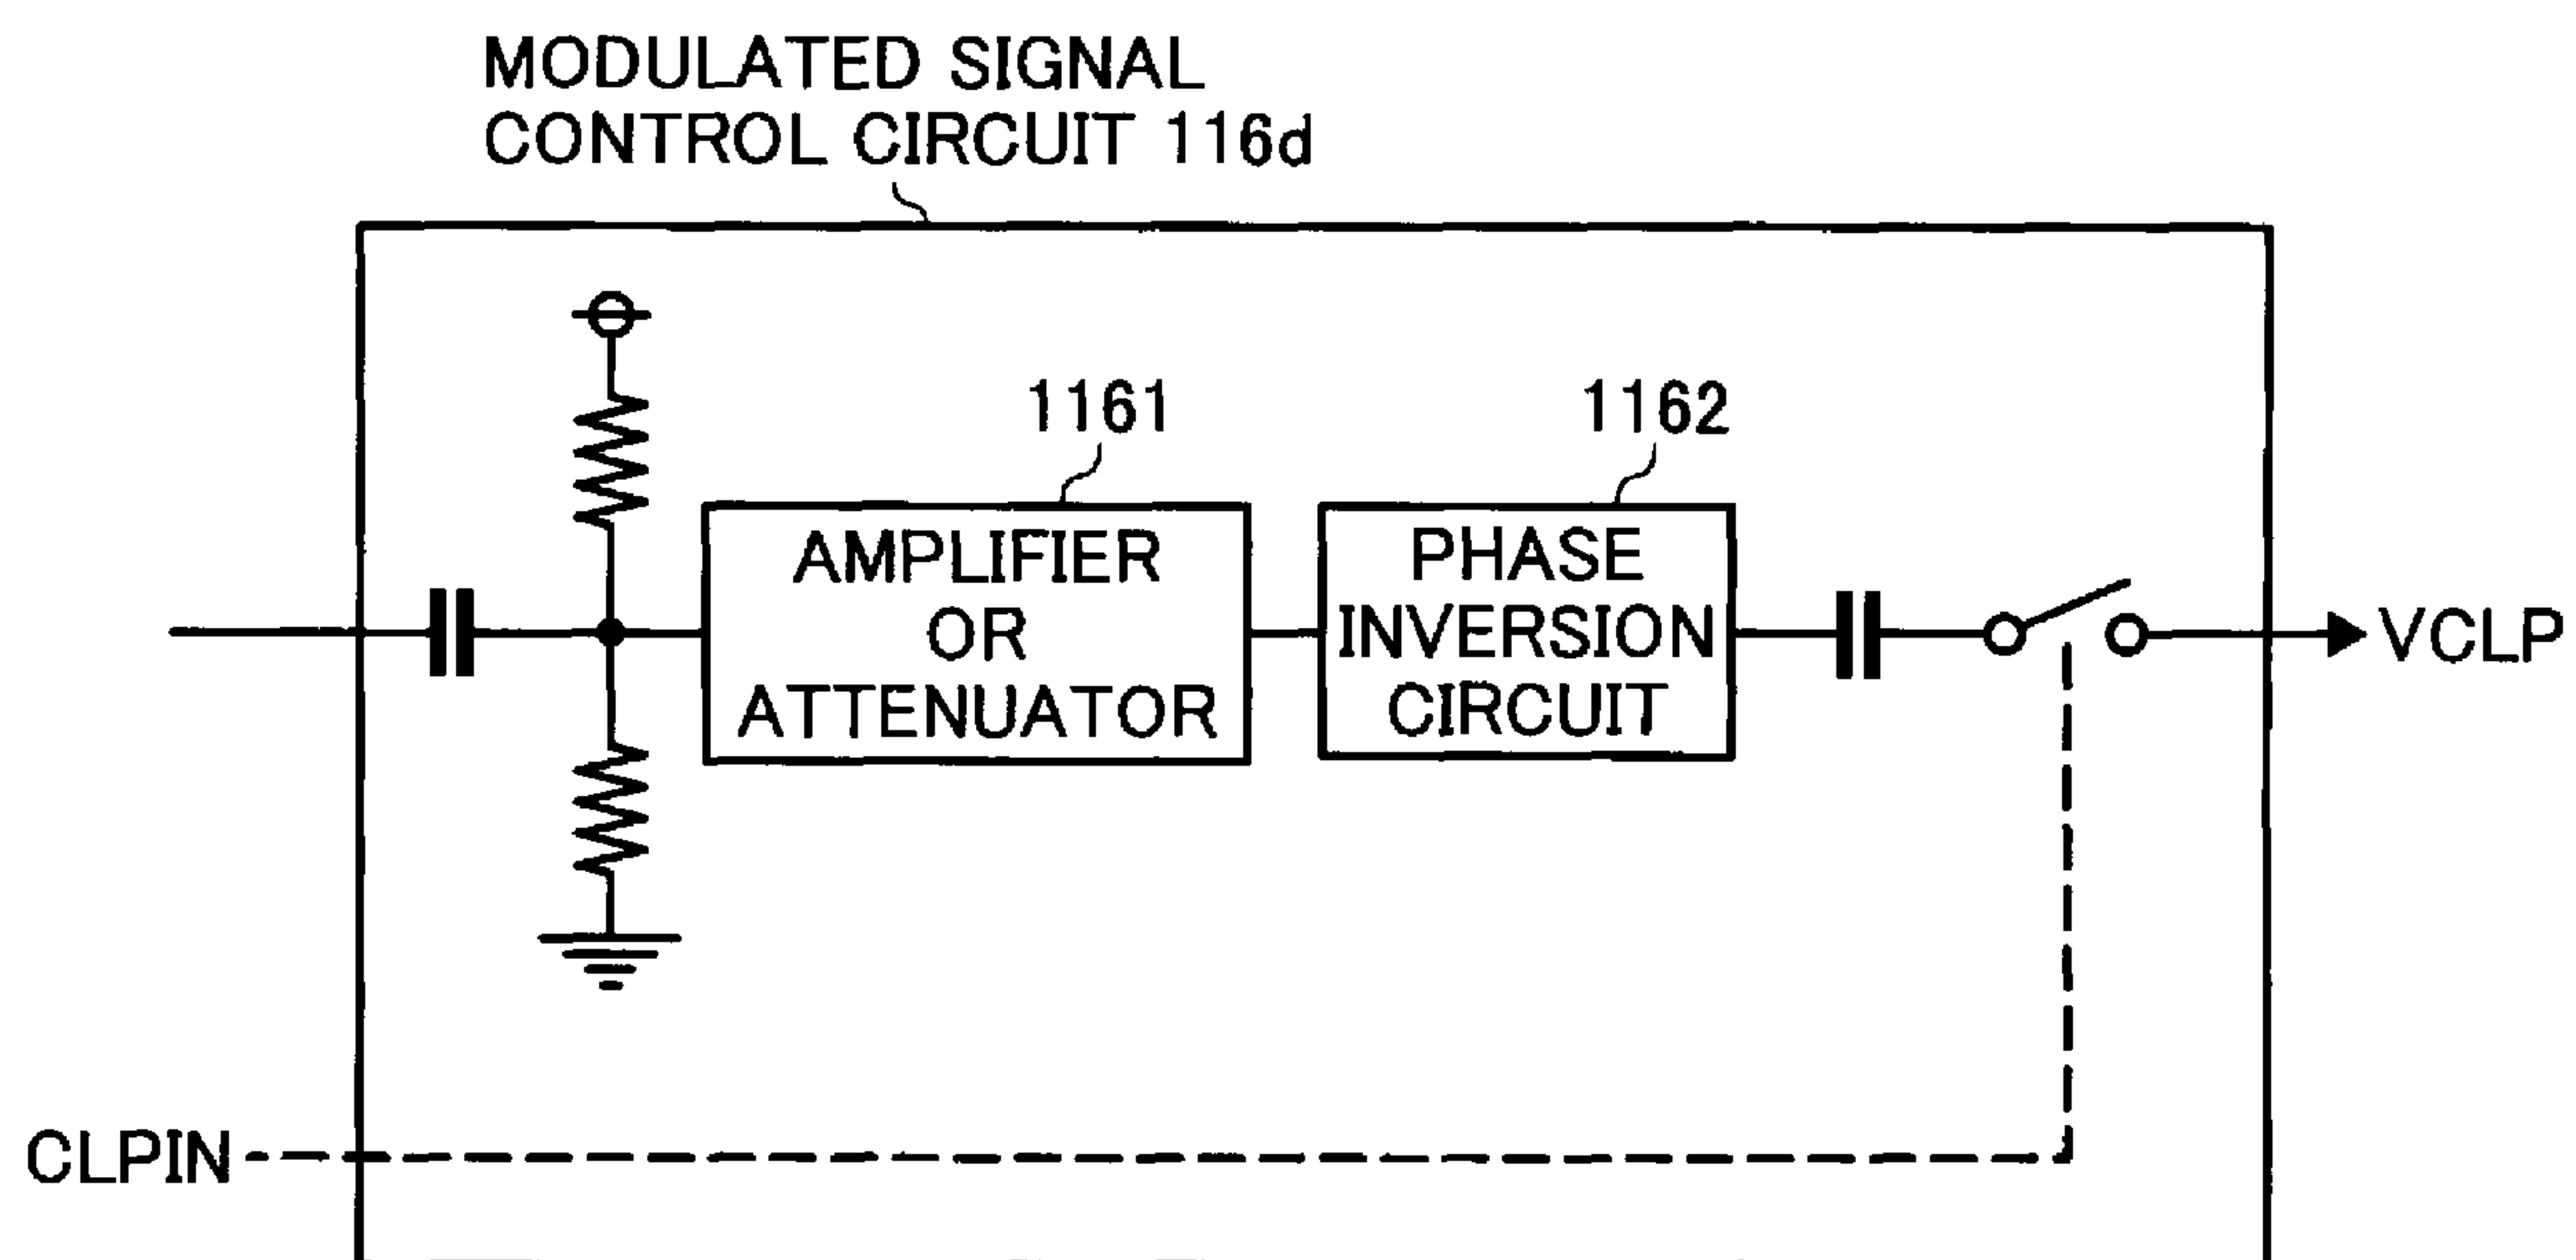 MODULATED SIGNAL
CONTROL CIRCUIT 116d
1161
1162
AMPLIFIER
OR
ATTENUATOR
PHASE
INVERSION
CIRCUIT
VCLP
CLPIN